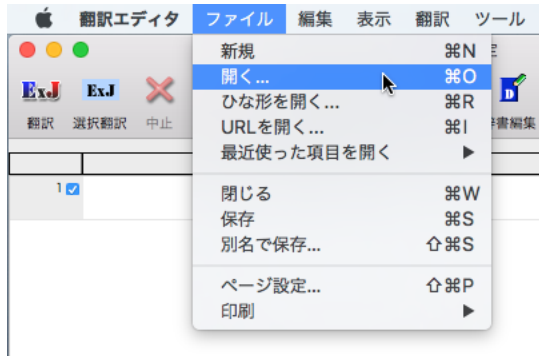 翻訳エディタ ファイル 編集 表示 翻訳 ツール
新規 ⌘N
開く... ⌘O
ひな形を開く... ⌘R
URLを開く... ⌘I
最近使った項目を開く ▶
閉じる ⌘W
保存 ⌘S
別名で保存... ⇧⌘S
ページ設定... ⇧⌘P
印刷 ▶
定
ExJ ExJ D
翻訳 選択翻訳 中止 書編集
1